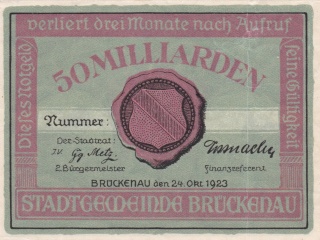 Dieses Notgeld
verliert drei Monate nach Aufruf
seine Gültigkeit
50 MILLIARDEN
Nummer:
Der Stadtrat:
I.V. Gg Metz.
2.Bürgermeister
Finanzreferent
BRÜCKENAU den 24. Okt. 1923
STADTGEMEINDE BRÜCKENAU